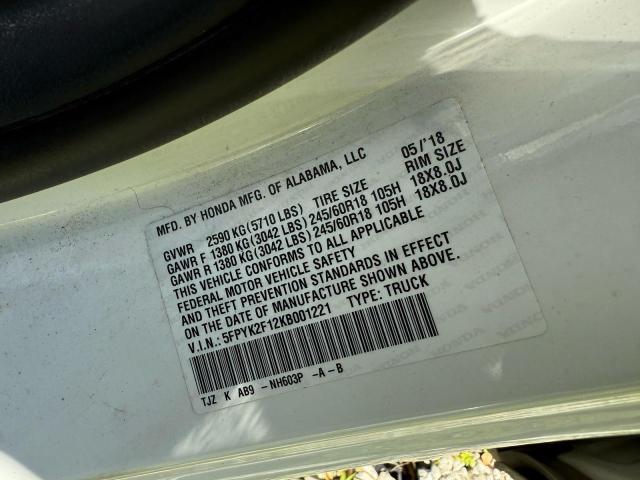 MFD. BY HONDA MFG. OF ALABAMA, LLC 05/'18
GVWR 2590 KG (5710 LBS) TIRE SIZE RIM SIZE
GAWR F 1380 KG (3042 LBS) 245/60R18 105H 18X8.0J
GAWR R 1380 KG (3042 LBS) 245/60R18 105H 18X8.0J
THIS VEHICLE CONFORMS TO ALL APPLICABLE
FEDERAL MOTOR VEHICLE SAFETY
AND THEFT PREVENTION STANDARDS IN EFFECT
ON THE DATE OF MANUFACTURE SHOWN ABOVE.
V.I.N.: 5FPYK2F12KB001221 TYPE: TRUCK
TJZ K AB9 -NH603P -A-B